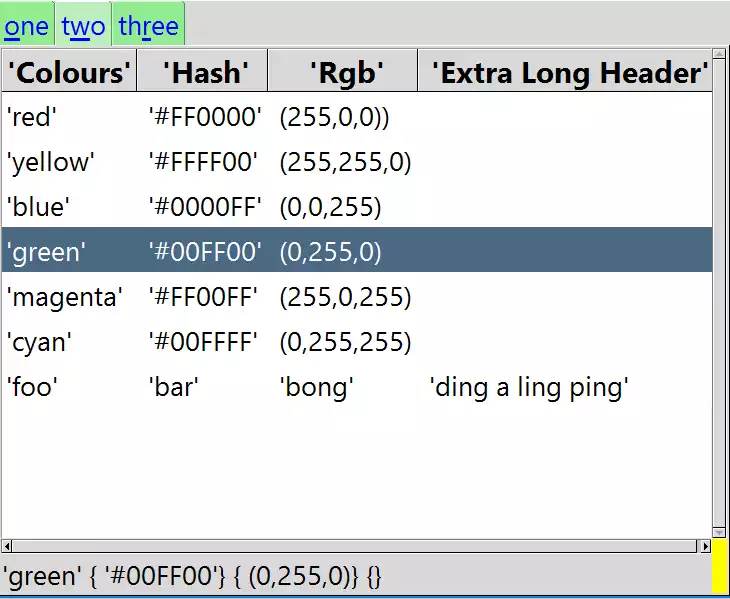 one two three
'Colours' 'Hash' 'Rgb' 'Extra Long Header'
'red' '#FF0000' (255,0,0))
'yellow' '#FFFF00' (255,255,0)
'blue' '#0000FF' (0,0,255)
'green' '#00FF00' (0,255,0)
'magenta' '#FF00FF' (255,0,255)
'cyan' '#00FFFF' (0,255,255)
'foo' 'bar' 'bong' 'ding a ling ping'
'green' { '#00FF00'} { (0,255,0)} {}